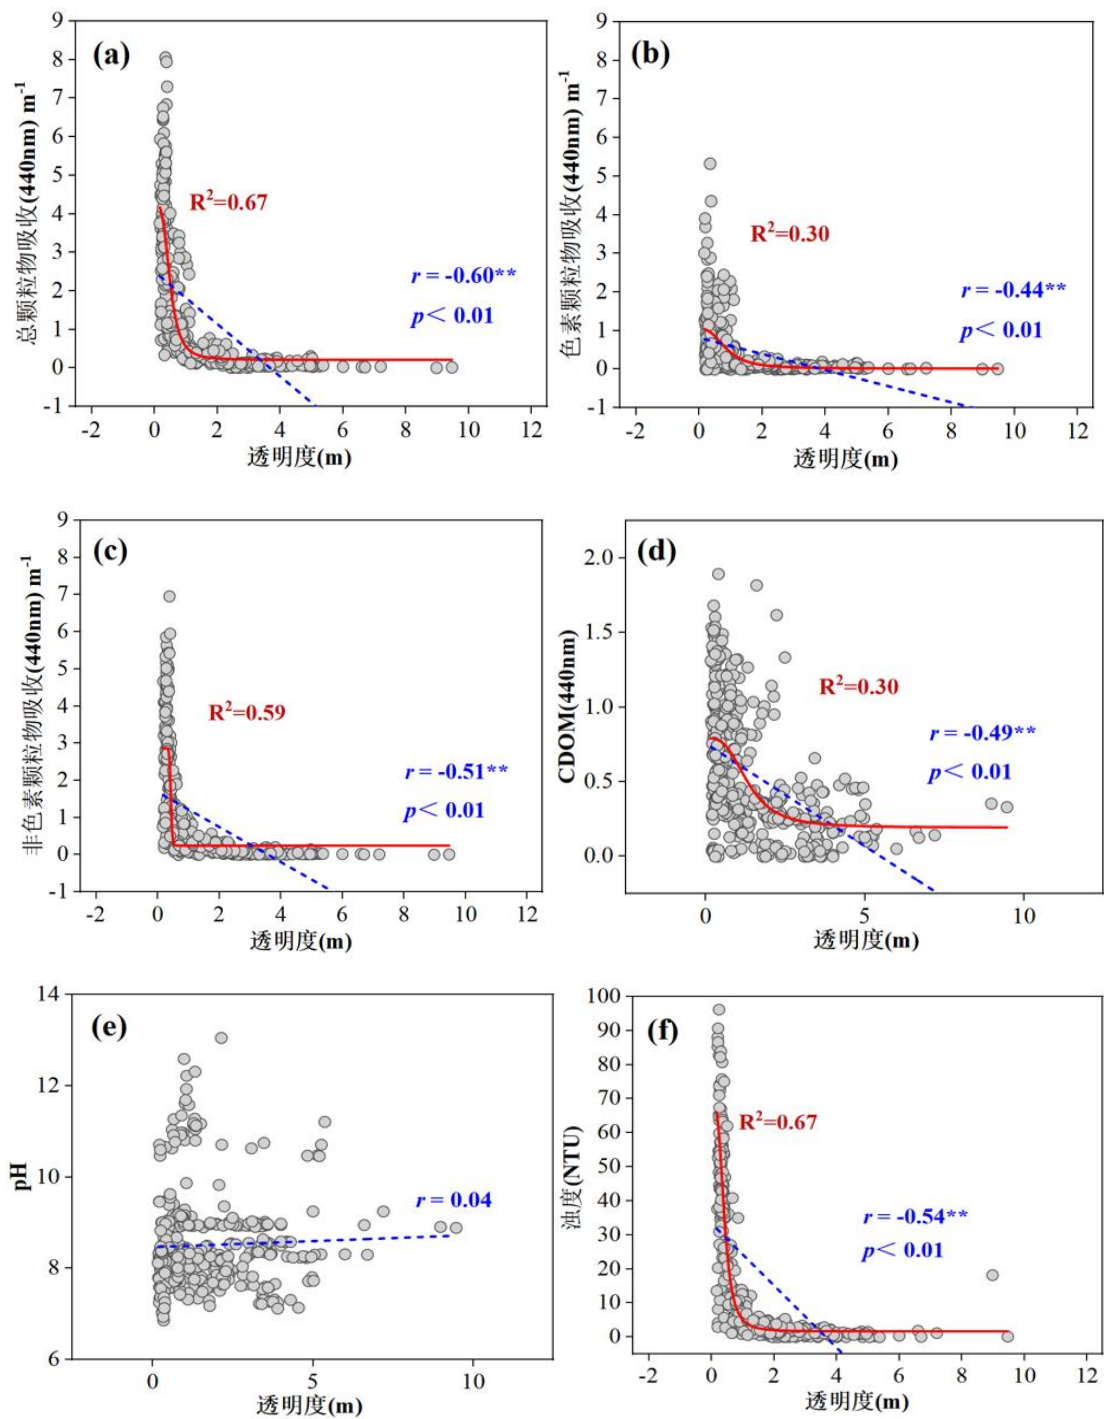 (a)
总颗粒物吸收(440nm) m-1
9
8
7
6
5
4
3
2
1
0
-1
R2=0.67
r = -0.60**
p< 0.01
-2 0 2 4 6 8 10 12
透明度(m)
(b)
色素颗粒物吸收(440nm) m-1
9
8
7
6
5
4
3
2
1
0
-1
R2=0.30
r = -0.44**
p< 0.01
-2 0 2 4 6 8 10 12
透明度(m)
(c)
非色素颗粒物吸收(440nm) m-1
9
8
7
6
5
4
3
2
1
0
-1
R2=0.59
r = -0.51**
p< 0.01
-2 0 2 4 6 8 10 12
透明度(m)
(d)
CDOM(440nm)
2.0
1.5
1.0
0.5
0.0
R2=0.30
r = -0.49**
p< 0.01
0 5 10
透明度(m)
(e)
pH
14
12
10
8
6
r = 0.04
0 5 10
透明度(m)
(f)
浊度(NTU)
100
90
80
70
60
50
40
30
20
10
0
R2=0.67
r = -0.54**
p< 0.01
-2 0 2 4 6 8 10 12
透明度(m)